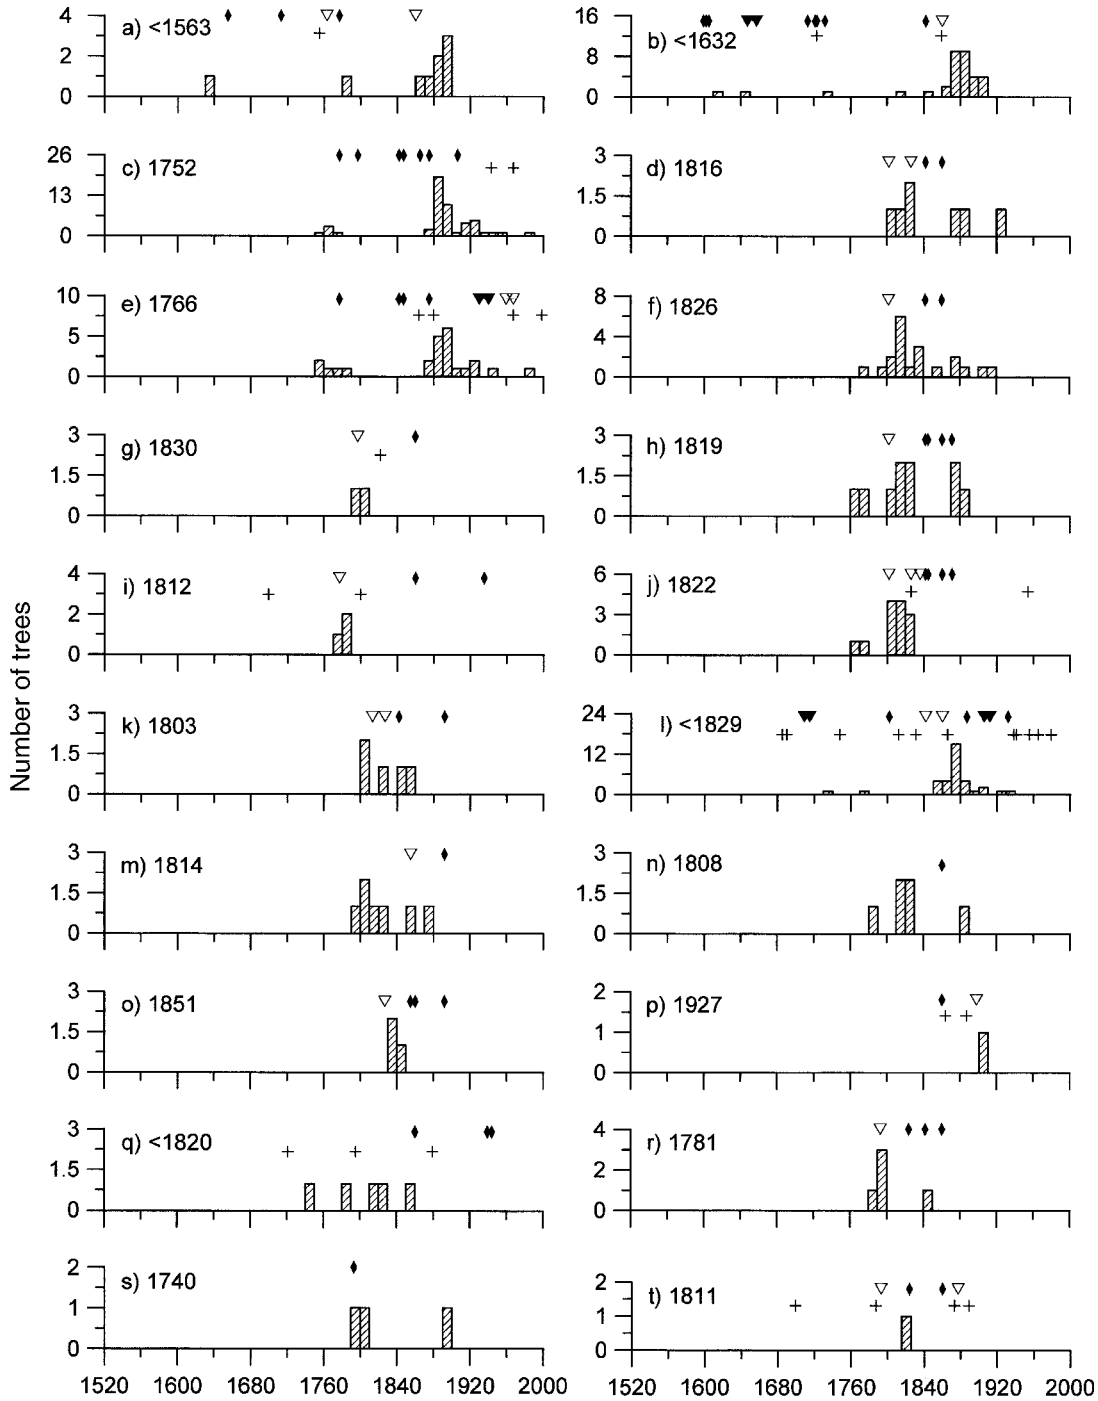 Number of trees
a) <1563
4
2
0
b) <1632
16
8
0
c) 1752
26
13
0
d) 1816
3
1.5
0
e) 1766
10
5
0
f) 1826
8
4
0
g) 1830
3
1.5
0
h) 1819
3
1.5
0
i) 1812
4
2
0
j) 1822
6
3
0
k) 1803
3
1.5
0
l) <1829
24
12
0
m) 1814
3
1.5
0
n) 1808
3
1.5
0
o) 1851
3
1.5
0
p) 1927
2
1
0
q) <1820
3
1.5
0
r) 1781
4
2
0
s) 1740
2
1
0
t) 1811
2
1
0
1520 1600 1680 1760 1840 1920 2000
1520 1600 1680 1760 1840 1920 2000